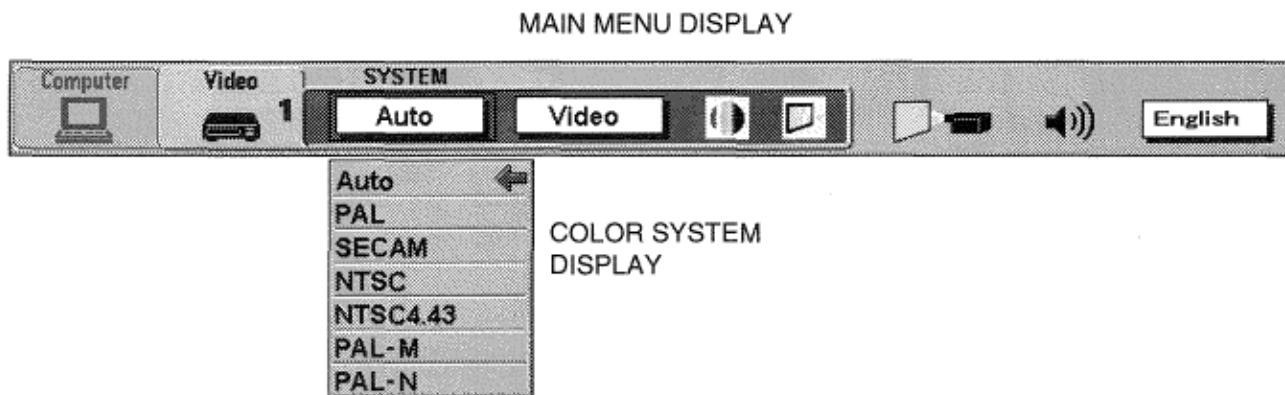 MAIN MENU DISPLAY
Computer Video 1 SYSTEM Auto Video English
Auto
PAL
SECAM
NTSC
NTSC4.43
PAL-M
PAL-N
COLOR SYSTEM
DISPLAY